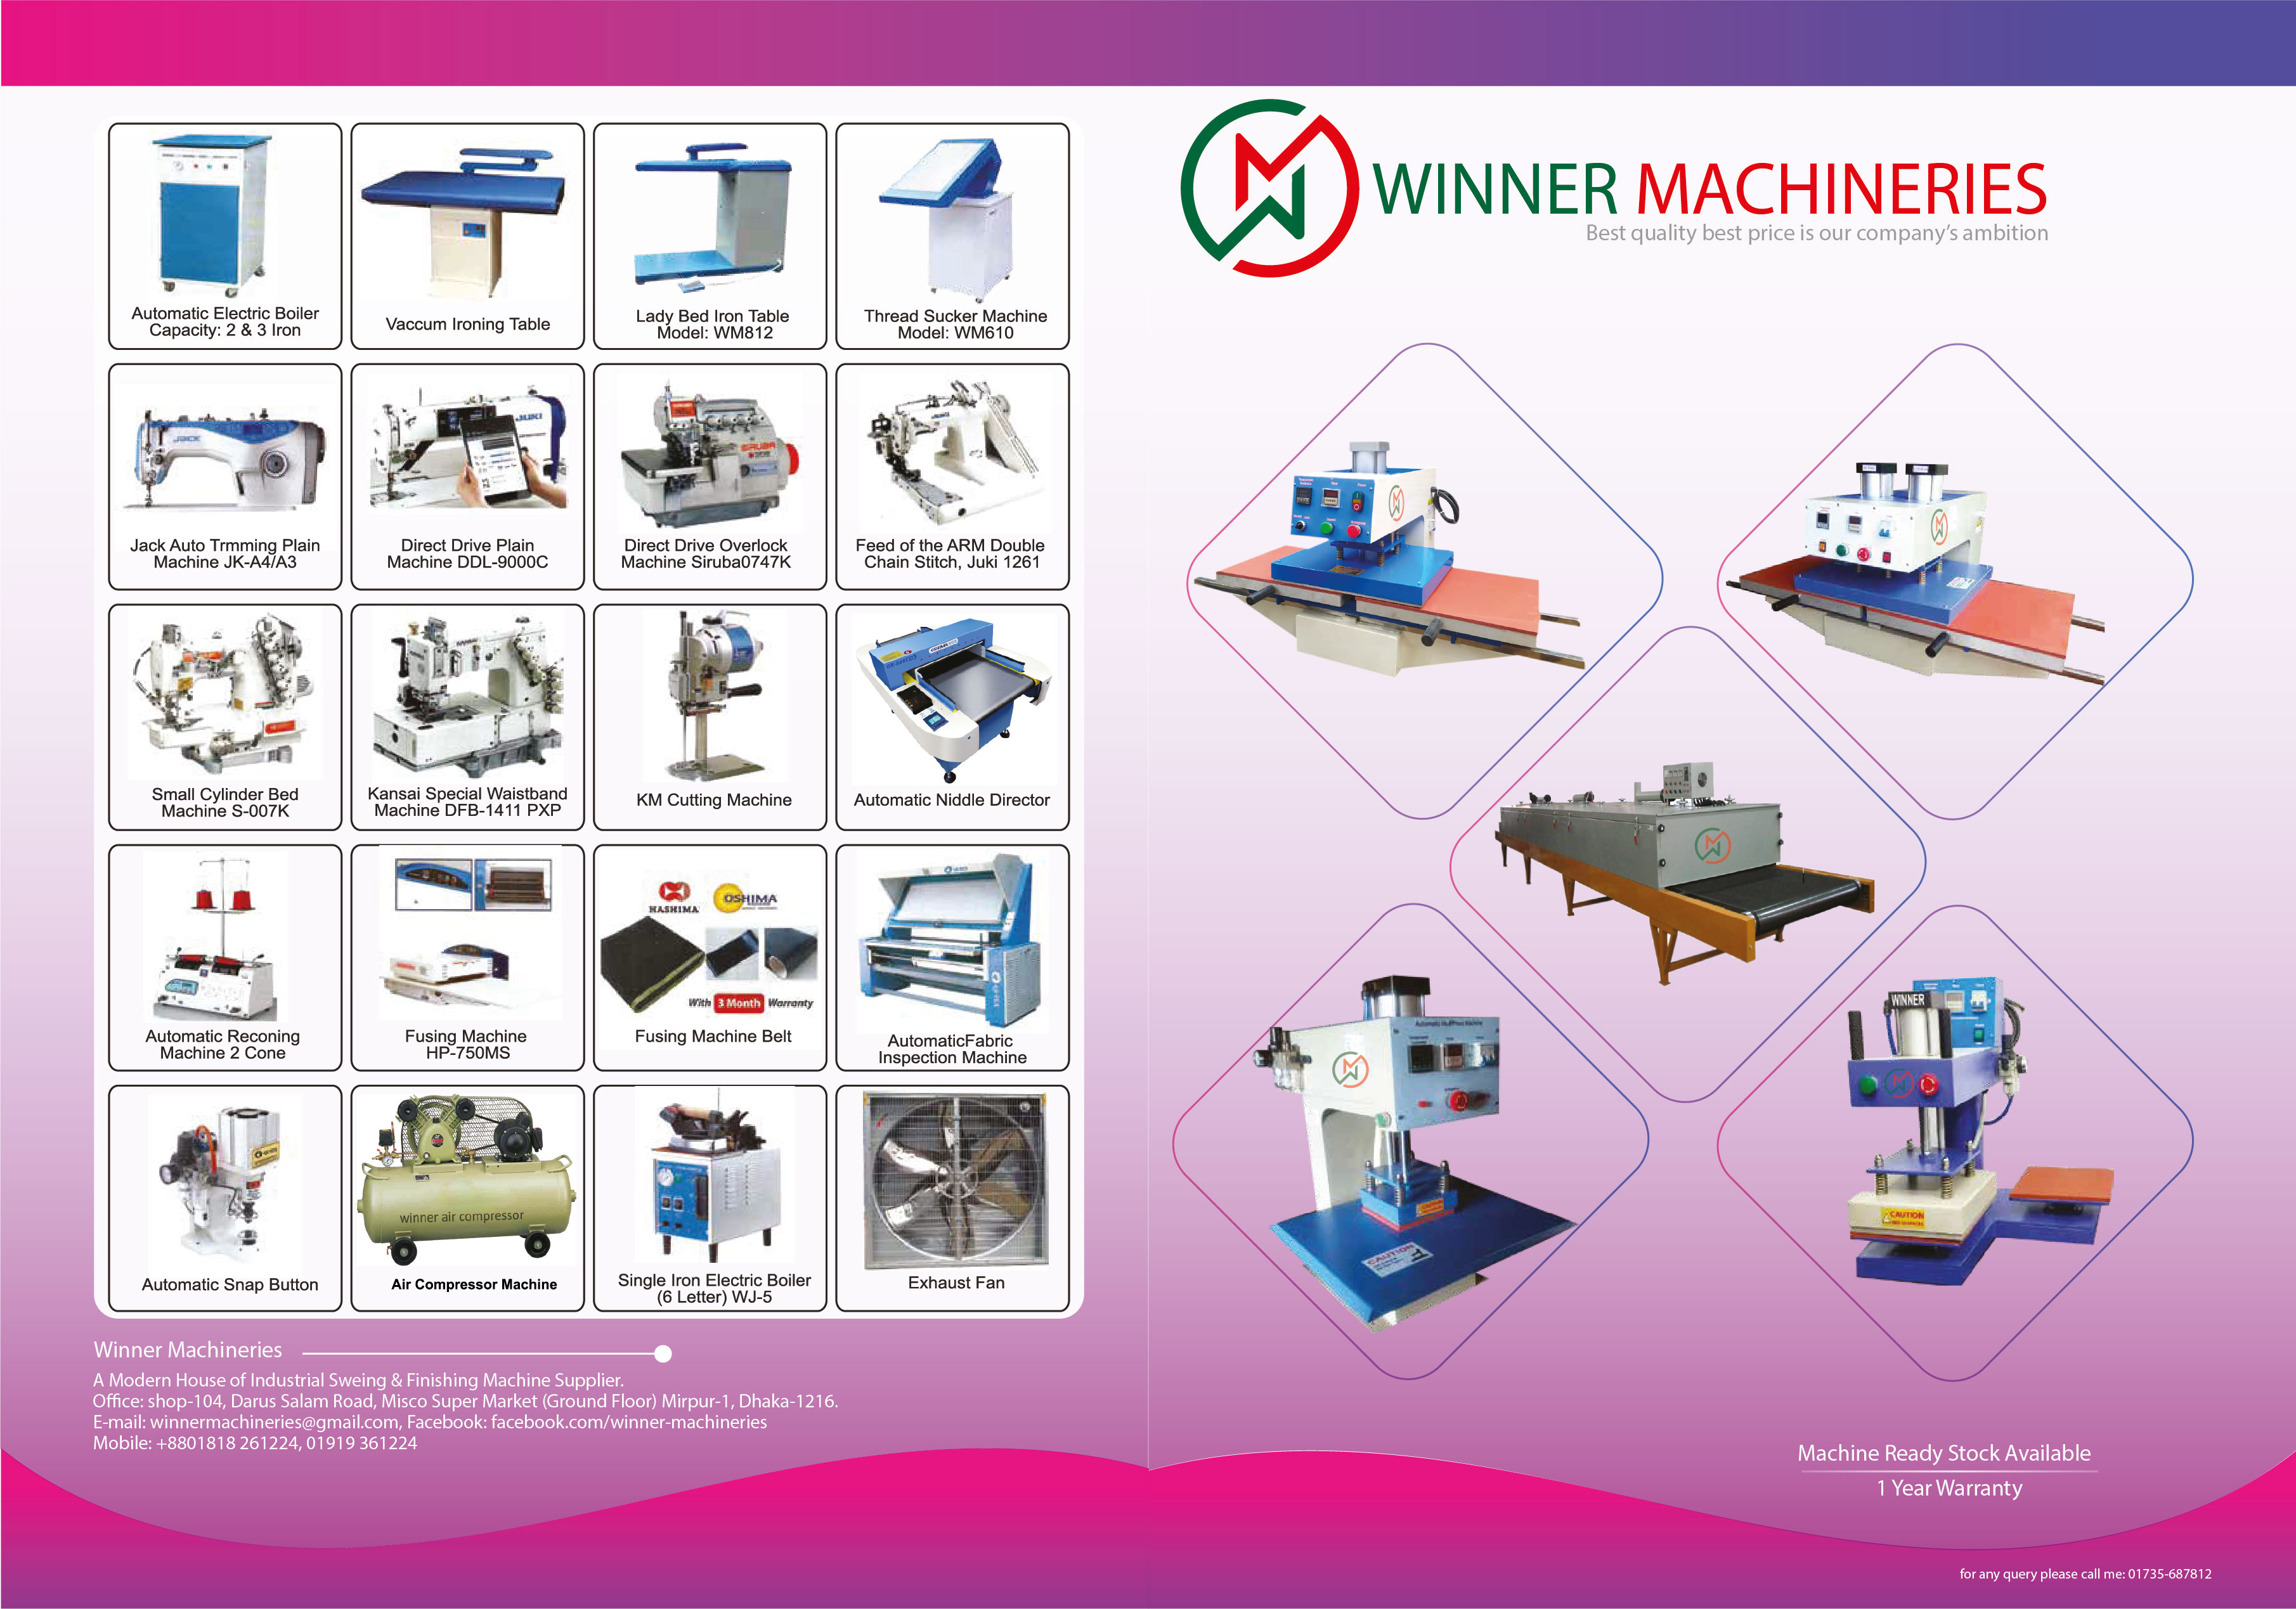 Automatic Electric Boiler
Capacity: 2 & 3 Iron
Vaccum Ironing Table
Lady Bed Iron Table
Model: WM812
Thread Sucker Machine
Model: WM610
JACK
Jack Auto Trmming Plain
Machine JK-A4/A3
JUKI
Direct Drive Plain
Machine DDL-9000C
SIRUBA
Direct Drive Overlock
Machine Siruba0747K
Feed of the ARM Double
Chain Stitch, Juki 1261
Small Cylinder Bed
Machine S-007K
KANSAI
Kansai Special Waistband
Machine DFB-1411 PXP
KM Cutting Machine
Automatic Niddle Director
Automatic Reconing
Machine 2 Cone
Fusing Machine
HP-750MS
HASHIMA
OSHIMA
With 3 Month Warranty
Fusing Machine Belt
AutomaticFabric
Inspection Machine
Automatic Snap Button
winner air compressor
Air Compressor Machine
Single Iron Electric Boiler
(6 Letter) WJ-5
Exhaust Fan
Winner Machineries
A Modern House of Industrial Sweing & Finishing Machine Supplier.
Office: shop-104, Darus Salam Road, Misco Super Market (Ground Floor) Mirpur-1, Dhaka-1216.
E-mail: winnermachineries@gmail.com, Facebook: facebook.com/winner-machineries
Mobile: +8801818 261224, 01919 361224
WINNER MACHINERIES
Best quality best price is our company's ambition
Automatic Heat Press Machine
CAUTION
WINNER
CAUTION
Machine Ready Stock Available
1 Year Warranty
for any query please call me: 01735-687812